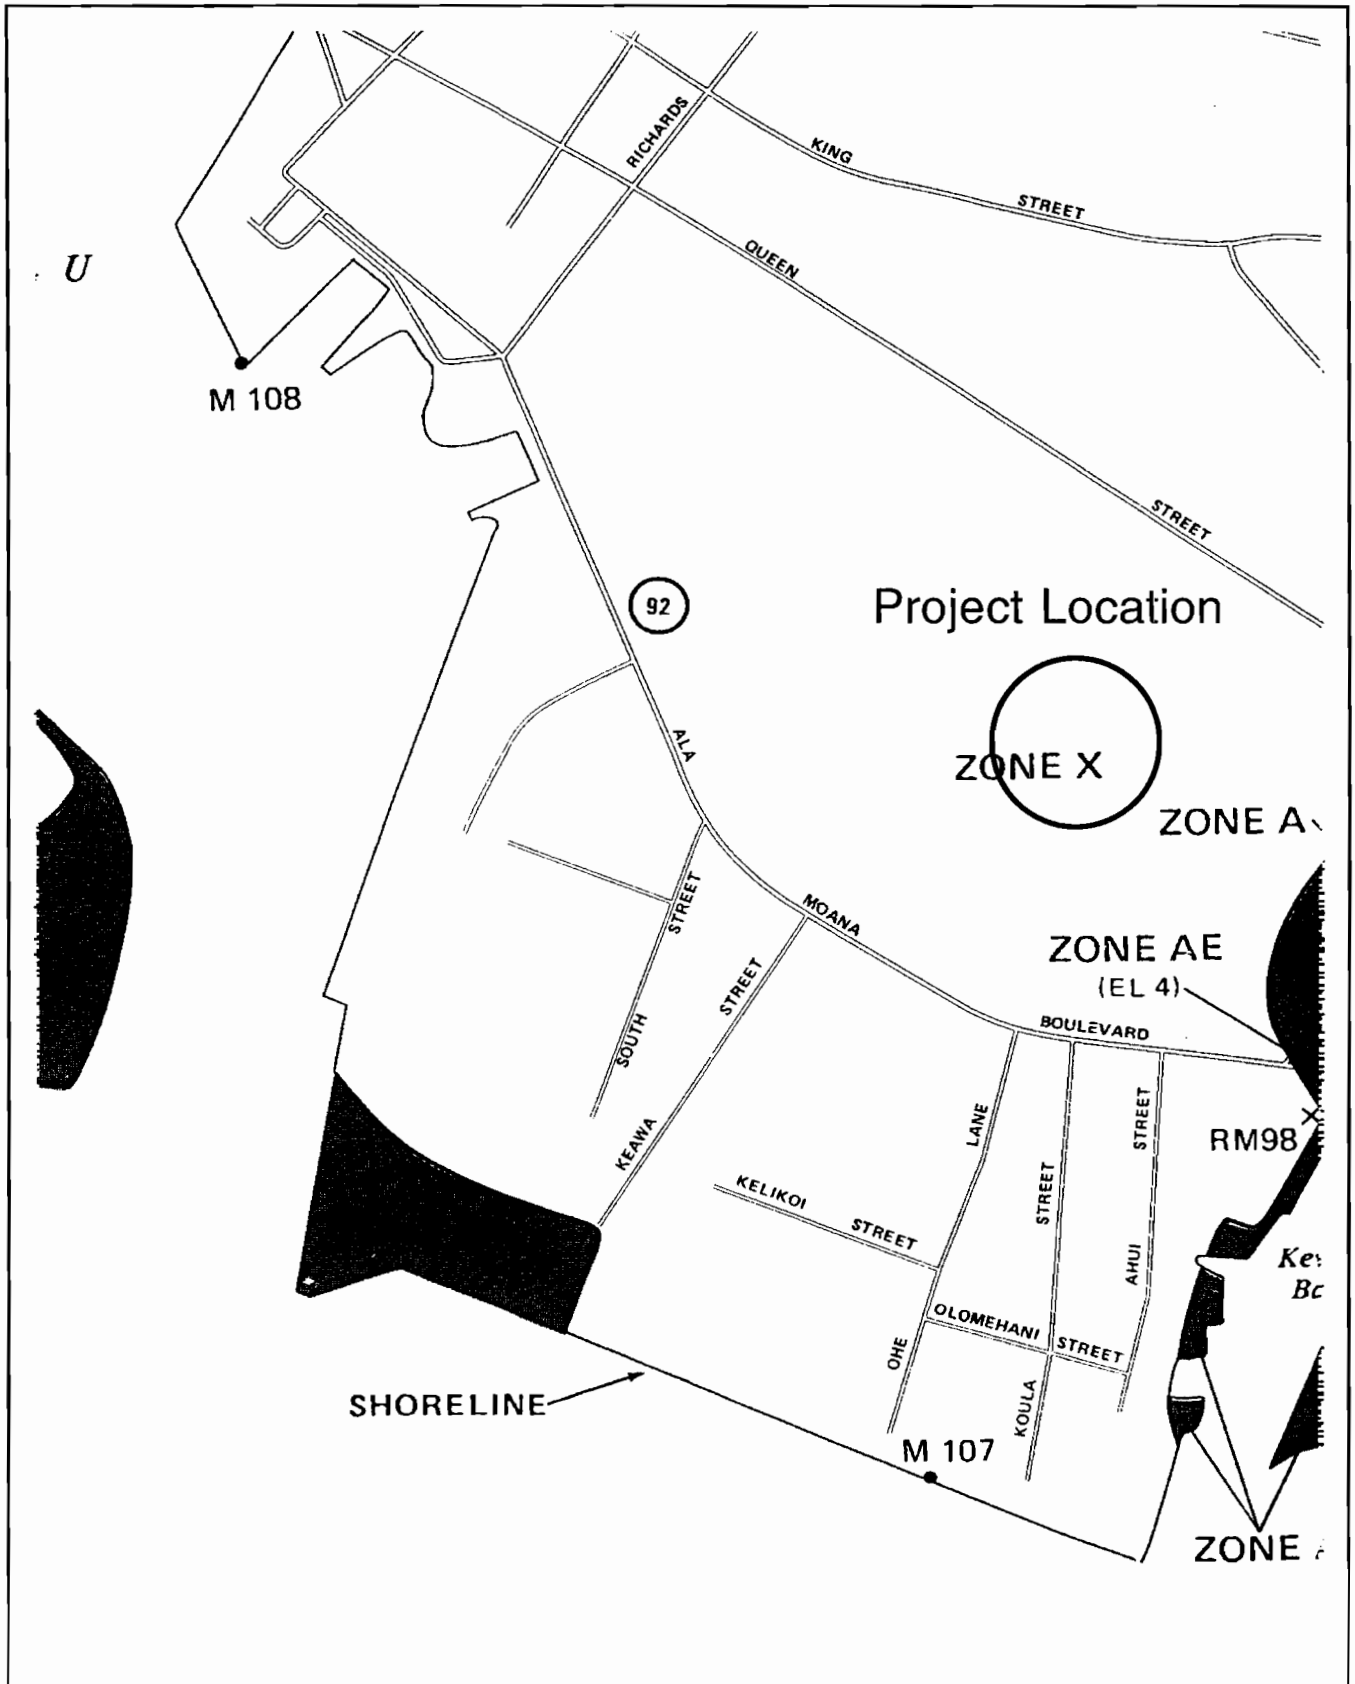 RICHARDS
KING
STREET
QUEEN
U
M 108
STREET
92
Project Location
ALA
ZONE X
ZONE A
STREET
MOANA
ZONE AE
(EL 4)
STREET
BOULEVARD
SOUTH
LANE
STREET
RM98
KEAWA
STREET
KELIKOI
STREET
AHUI
OLOMEHANI
STREET
OHE
SHORELINE
KOULA
M 107
ZONE